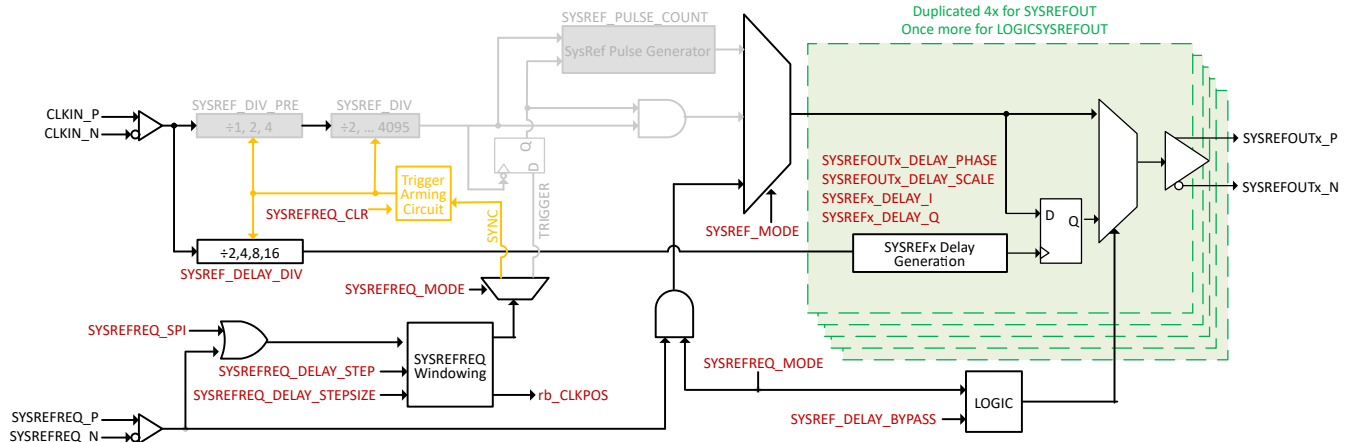 Duplicated 4x for SYSREFOUT
Once more for LOGICSYSREFOUT
SYSREF_PULSE_COUNT
SysRef Pulse Generator
CLKIN_P
CLKIN_N
SYSREF_DIV_PRE
÷1, 2, 4
SYSREF_DIV
÷2, ... 4095
Q
D
TRIGGER
Trigger
Arming
Circuit
SYSREFREQ_CLR
SYNC
÷2,4,8,16
SYSREF_DELAY_DIV
SYSREF_MODE
SYSREFOUTx_DELAY_PHASE
SYSREFOUTx_DELAY_SCALE
SYSREFx_DELAY_I
SYSREFx_DELAY_Q
SYSREFx Delay
Generation
D
Q
SYSREFOUTx_P
SYSREFOUTx_N
SYSREFREQ_MODE
SYSREFREQ_SPI
SYSREFREQ
Windowing
SYSREFREQ_DELAY_STEP
SYSREFREQ_DELAY_STEPSIZE
rb_CLKPOS
SYSREFREQ_MODE
SYSREF_DELAY_BYPASS
LOGIC
SYSREFREQ_P
SYSREFREQ_N